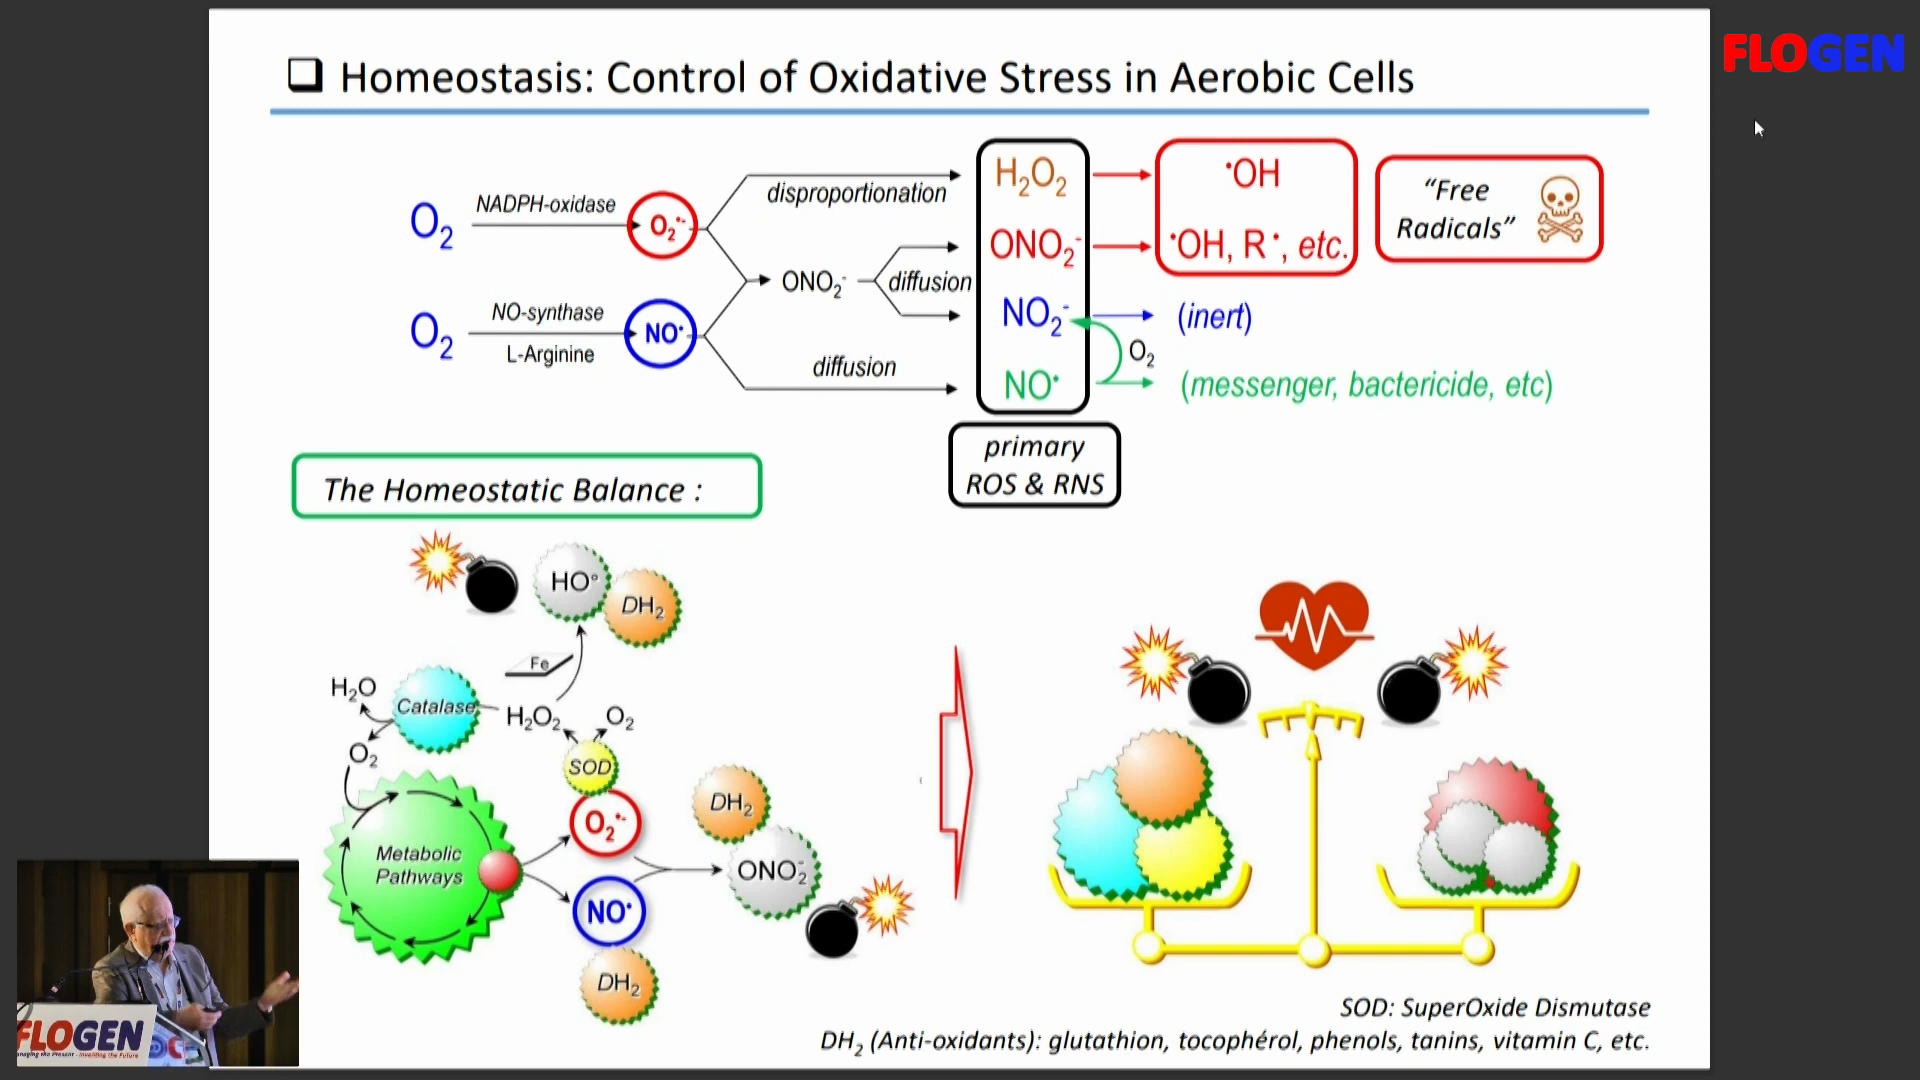 FLOGEN
❑ Homeostasis: Control of Oxidative Stress in Aerobic Cells
O₂ NADPH-oxidase O₂•-
disproportionation
H₂O₂
•OH
“Free
Radicals”
ONO₂-
diffusion
ONO₂-
•OH, R•, etc.
O₂ NO-synthase
L-Arginine
NO•
NO₂-
(inert)
O₂
diffusion
NO•
(messenger, bactericide, etc)
primary
ROS & RNS
The Homeostatic Balance :
HO°
DH₂
Fe
H₂O
Catalase
H₂O₂
O₂
O₂
SOD
O₂•-
DH₂
Metabolic
Pathways
ONO₂-
NO•
DH₂
SOD: SuperOxide Dismutase
DH₂ (Anti-oxidants): glutathion, tocophérol, phenols, tanins, vitamin C, etc.
FLOGEN